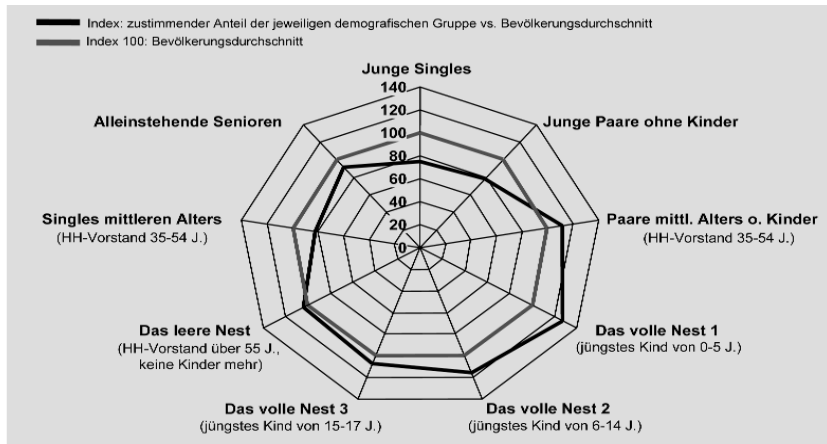 Index: zustimmender Anteil der jeweiligen demografischen Gruppe vs. Bevölkerungsdurchschnitt
Index 100: Bevölkerungsdurchschnitt
Junge Singles
140
120
100
80
60
40
20
0
Alleinstehende Senioren
Junge Paare ohne Kinder
Singles mittleren Alters
(HH-Vorstand 35-54 J.)
Paare mittl. Alters o. Kinder
(HH-Vorstand 35-54 J.)
Das leere Nest
(HH-Vorstand über 55 J.,
keine Kinder mehr)
Das volle Nest 1
(jüngstes Kind von 0-5 J.)
Das volle Nest 3
(jüngstes Kind von 15-17 J.)
Das volle Nest 2
(jüngstes Kind von 6-14 J.)